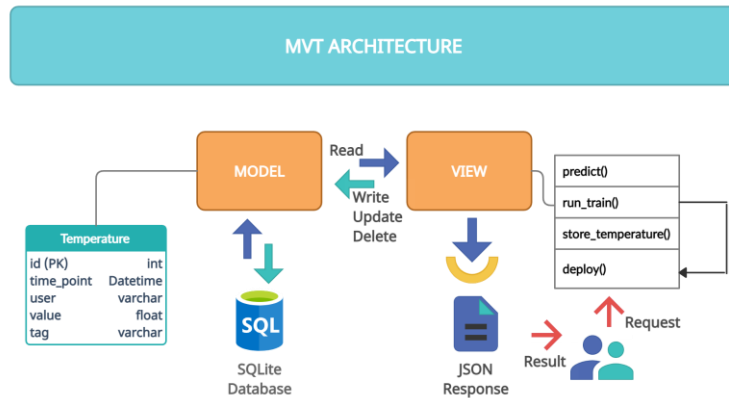 MVT ARCHITECTURE
MODEL
Read
Write
Update
Delete
VIEW
predict()
run_train()
store_temperature()
deploy()
Temperature
id (PK) int
time_point Datetime
user varchar
value float
tag varchar
SQL
SQLite
Database
JSON
Response
Result
Request